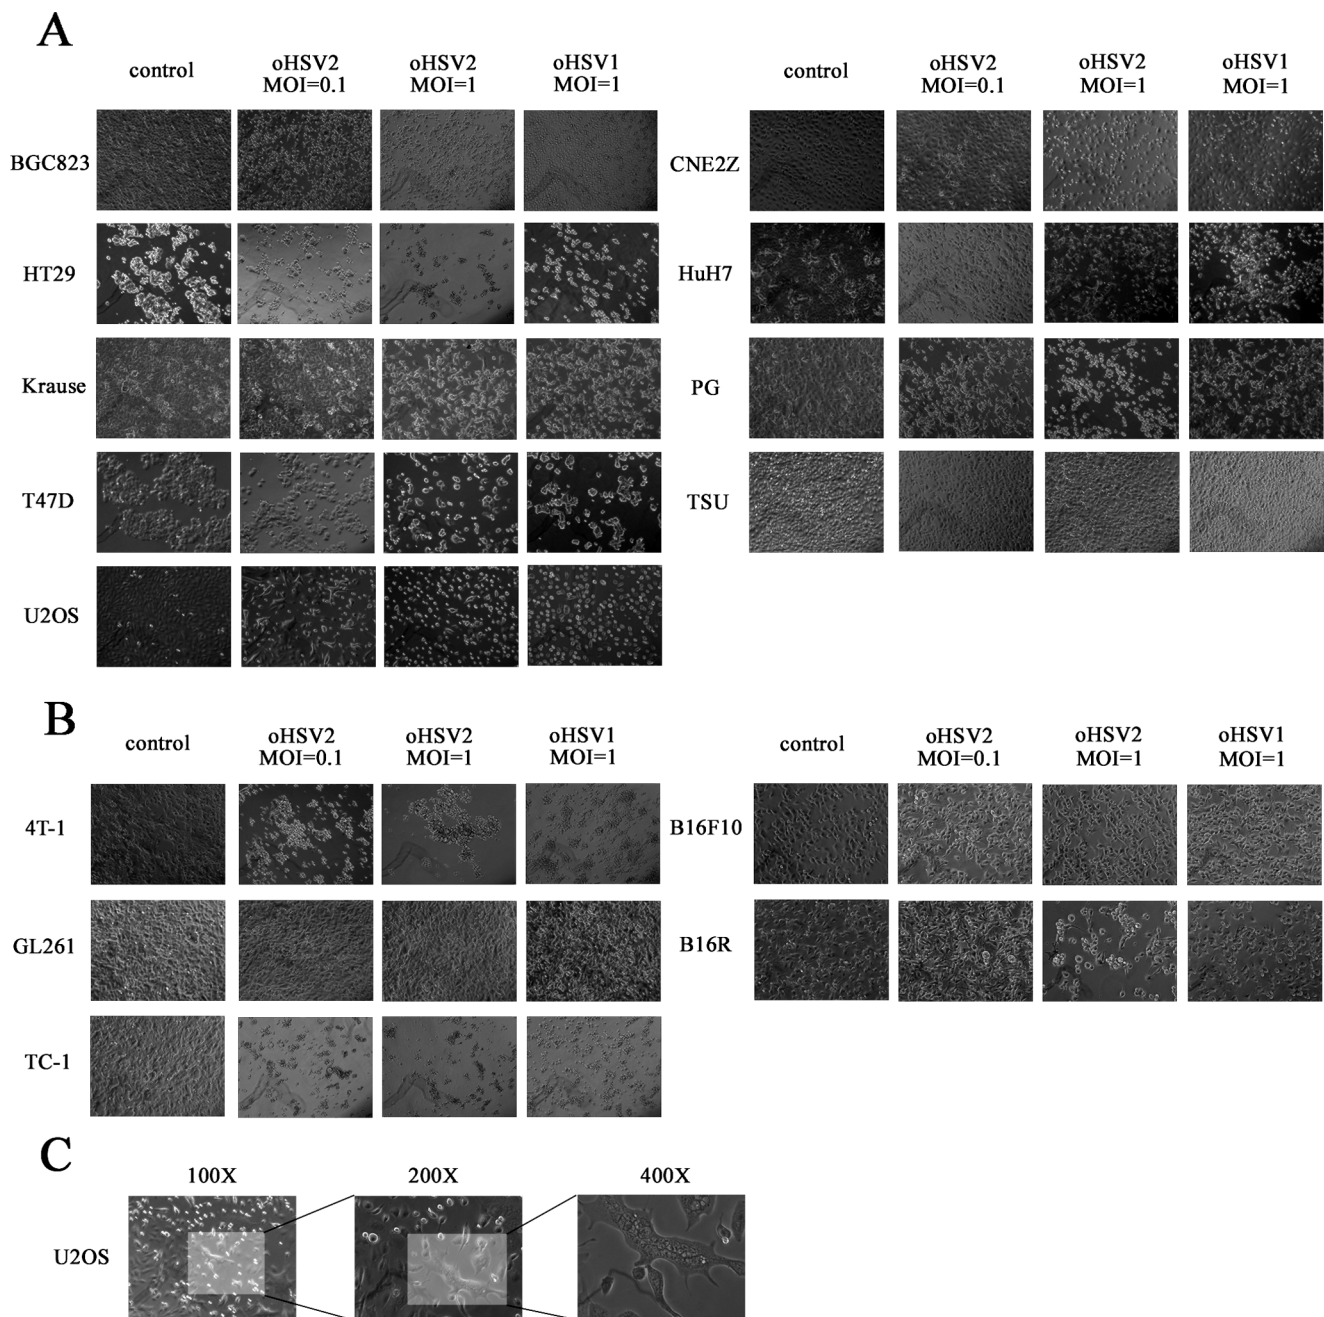 A
control
oHSV2
MOI=0.1
oHSV2
MOI=1
oHSV1
MOI=1
BGC823
HT29
Krause
T47D
U2OS
control
oHSV2
MOI=0.1
oHSV2
MOI=1
oHSV1
MOI=1
CNE2Z
HuH7
PG
TSU
B
control
oHSV2
MOI=0.1
oHSV2
MOI=1
oHSV1
MOI=1
4T-1
GL261
TC-1
control
oHSV2
MOI=0.1
oHSV2
MOI=1
oHSV1
MOI=1
B16F10
B16R
C
100X
200X
400X
U2OS